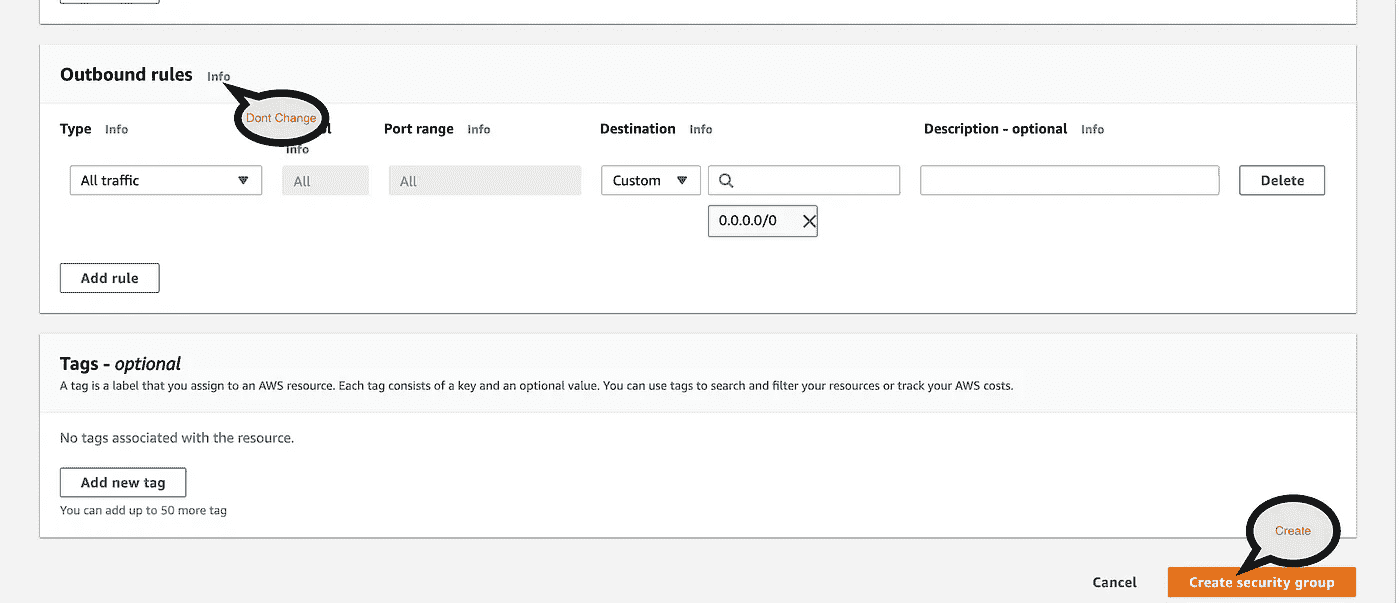 Outbound rules Info
Dont Change
Type Info
Port range Info
Destination Info
Description - optional Info
Info
All traffic
All
All
Custom
Delete
0.0.0.0/0
Add rule
Tags - optional
A tag is a label that you assign to an AWS resource. Each tag consists of a key and an optional value. You can use tags to search and filter your resources or track your AWS costs.
No tags associated with the resource.
Add new tag
You can add up to 50 more tag
Create
Cancel
Create security group